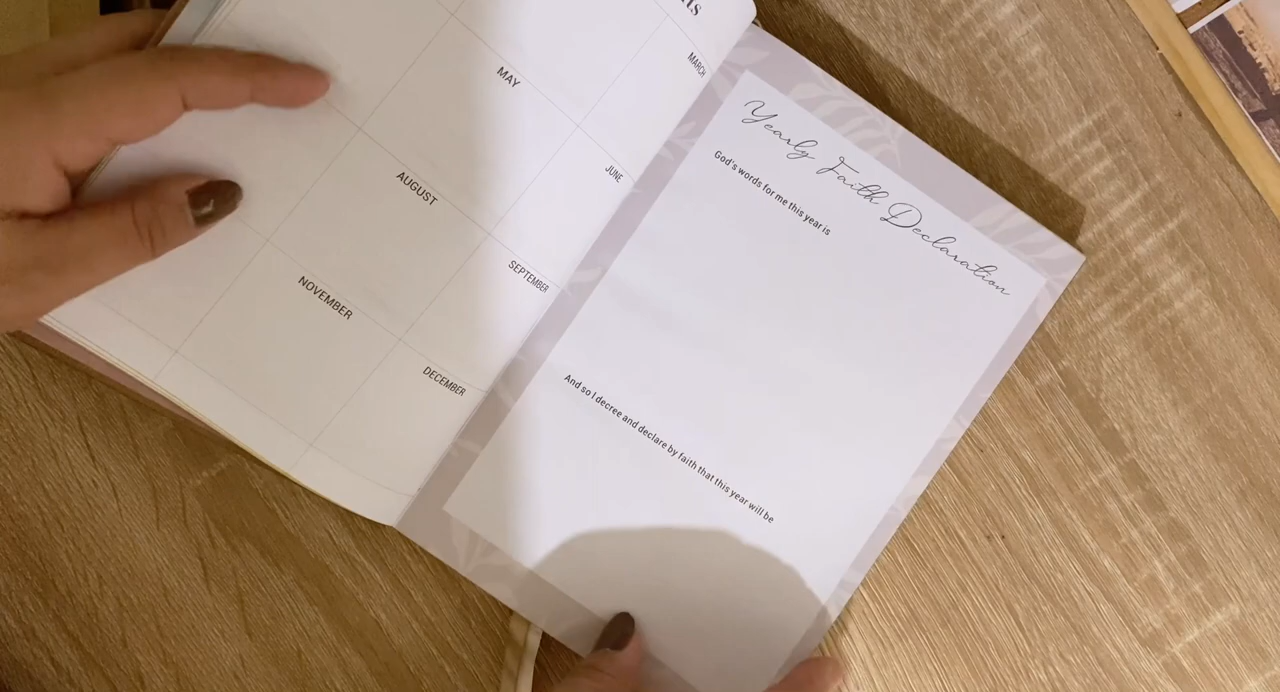 MARCH
MAY
JUNE
AUGUST
SEPTEMBER
NOVEMBER
DECEMBER
Yearly Faith Declaration
God's words for me this year is
And so I decree and declare by faith that this year will be